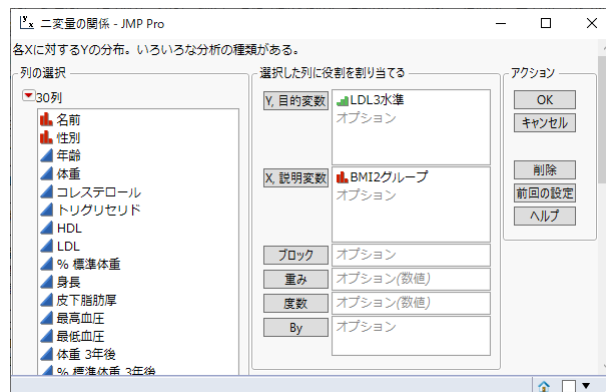 二変量の関係 - JMP Pro
各Xに対するYの分布。いろいろな分析の種類がある。
列の選択
30列
名前
性別
年齢
体重
コレステロール
トリグリセリド
HDL
LDL
% 標準体重
身長
皮下脂肪厚
最高血圧
最低血圧
体重 3年後
% 標準体重 3年後
選択した列に役割を割り当てる
Y, 目的変数
LDL3水準
オプション
X, 説明変数
BMI2グループ
オプション
ブロック
オプション
重み
オプション(数値)
度数
オプション(数値)
By
オプション
アクション
OK
キャンセル
削除
前回の設定
ヘルプ